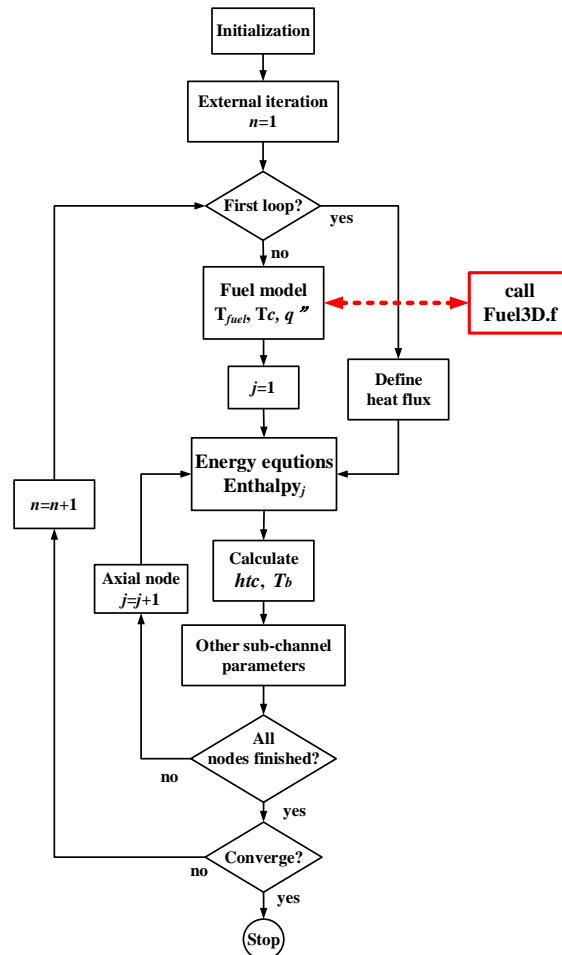 Initialization
External iteration
n=1
First loop?
yes
no
Fuel model
Tfuel, Tc, q ”
call
Fuel3D.f
j=1
Define
heat flux
Energy equtions
Enthalpyj
n=n+1
Calculate
htc, Tb
Axial node
j=j+1
Other sub-channel
parameters
All
nodes finished?
no
yes
Converge?
no
yes
Stop